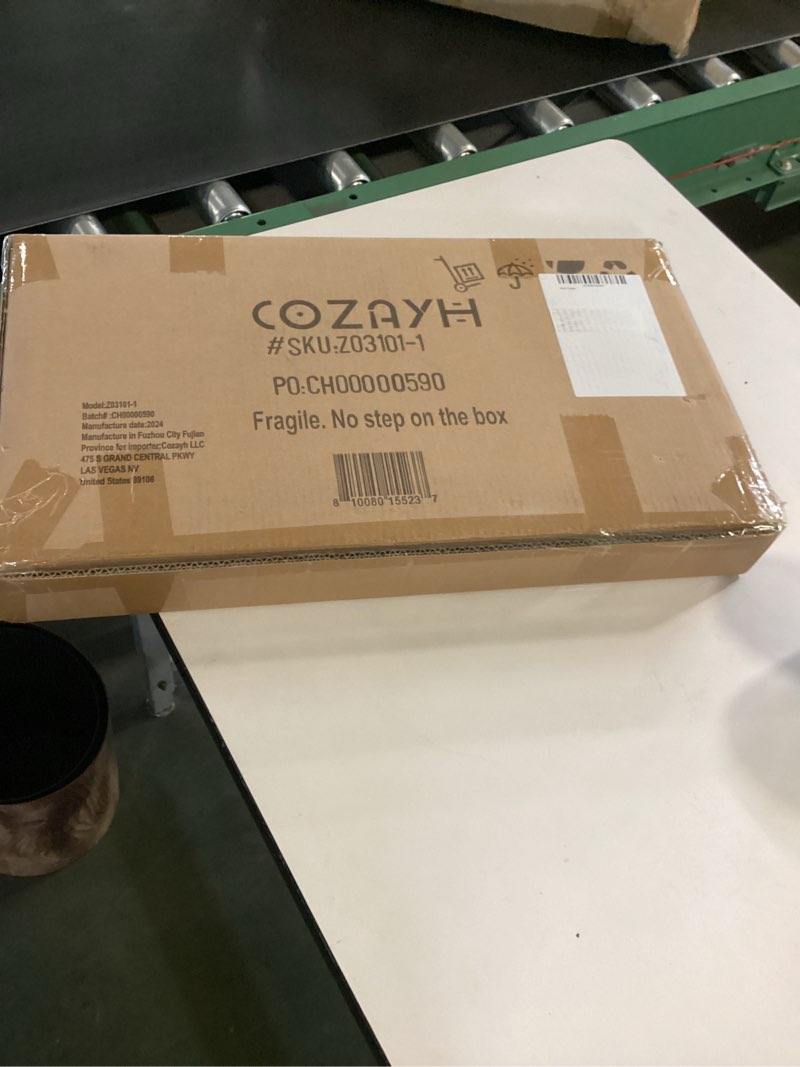 COZAYH
#SKU:Z03101-1
PO:CH00000590
Fragile. No step on the box
Model:Z03101-1
Batch# :CH00000590
Manufacture date:2024
Manufacture in Fuzhou City Fujian
Province for Importer;Cozayh LLC
475 S GRAND CENTRAL PKWY
LAS VEGAS NV
United States 89106
8 10080 15523 7